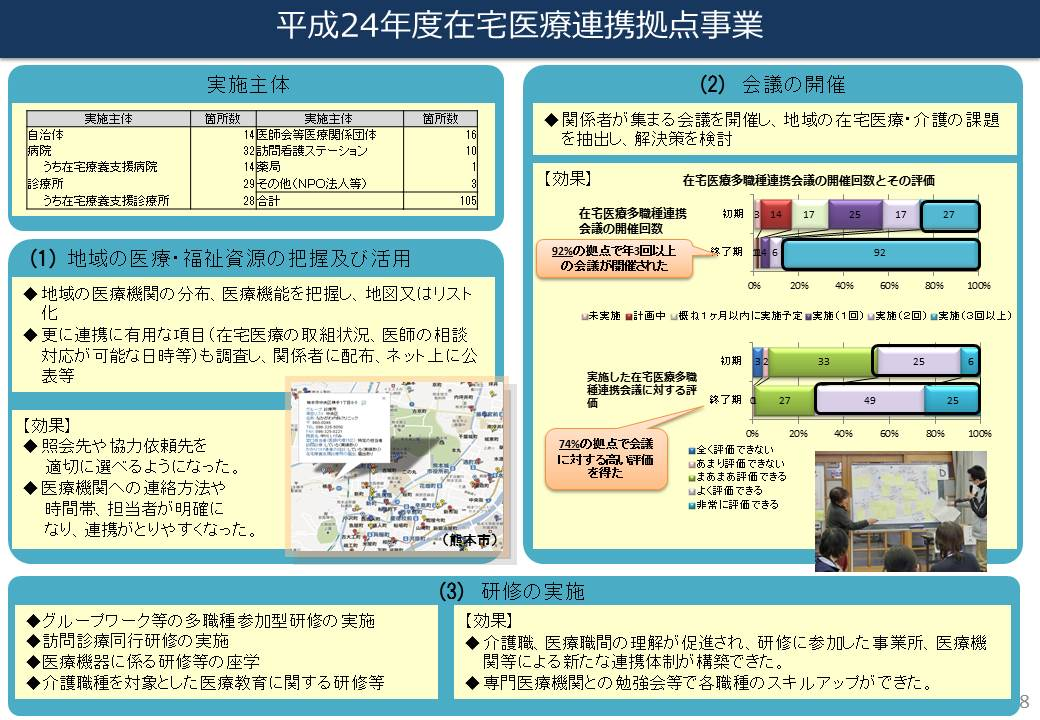 平成24年度在宅医療連携拠点事業
実施主体
実施主体 箇所数 実施主体 箇所数
自治体 14 医師会等医療関係団体 16
病院 32 訪問看護ステーション 10
うち在宅療養支援病院 14 薬局 1
診療所 29 その他(NPO法人等) 3
うち在宅療養支援診療所 28 合計 105
(1) 地域の医療・福祉資源の把握及び活用
◆地域の医療機関の分布、医療機能を把握し、地図又はリスト
化
◆更に連携に有用な項目(在宅医療の取組状況、医師の相談
対応が可能な日時等)も調査し、関係者に配布、ネット上に公
表等
【効果】
◆照会先や協力依頼先を
適切に選べるようになった。
◆医療機関への連絡方法や
時間帯、担当者が明確に
なり、連携がとりやすくなった。
(熊本市)
(2) 会議の開催
◆関係者が集まる会議を開催し、地域の在宅医療・介護の課題
を抽出し、解決策を検討
【効果】
在宅医療多職種連携会議の開催回数とその評価
在宅医療多職種連携
会議の開催回数
初期 3 14 17 25 17 27
92%の拠点で年3回以上
の会議が開催された
終了期 1 1 4 6 92
0% 20% 40% 60% 80% 100%
未実施 計画中 概ね1ヶ月以内に実施予定 実施(1回) 実施(2回) 実施(3回以上)
実施した在宅医療多職
種連携会議に対する評
価
初期 3 2 33 25 6
終了期 0 27 49 25
0% 20% 40% 60% 80% 100%
74%の拠点で会議
に対する高い評価
を得た
全く評価できない
あまり評価できない
まあまあ評価できる
よく評価できる
非常に評価できる
(3) 研修の実施
◆グループワーク等の多職種参加型研修の実施
◆訪問診療同行研修の実施
◆医療機器に係る研修等の座学
◆介護職種を対象とした医療教育に関する研修等
【効果】
◆介護職、医療職間の理解が促進され、研修に参加した事業所、医療機
関等による新たな連携体制が構築できた。
◆専門医療機関との勉強会等で各職種のスキルアップができた。
8